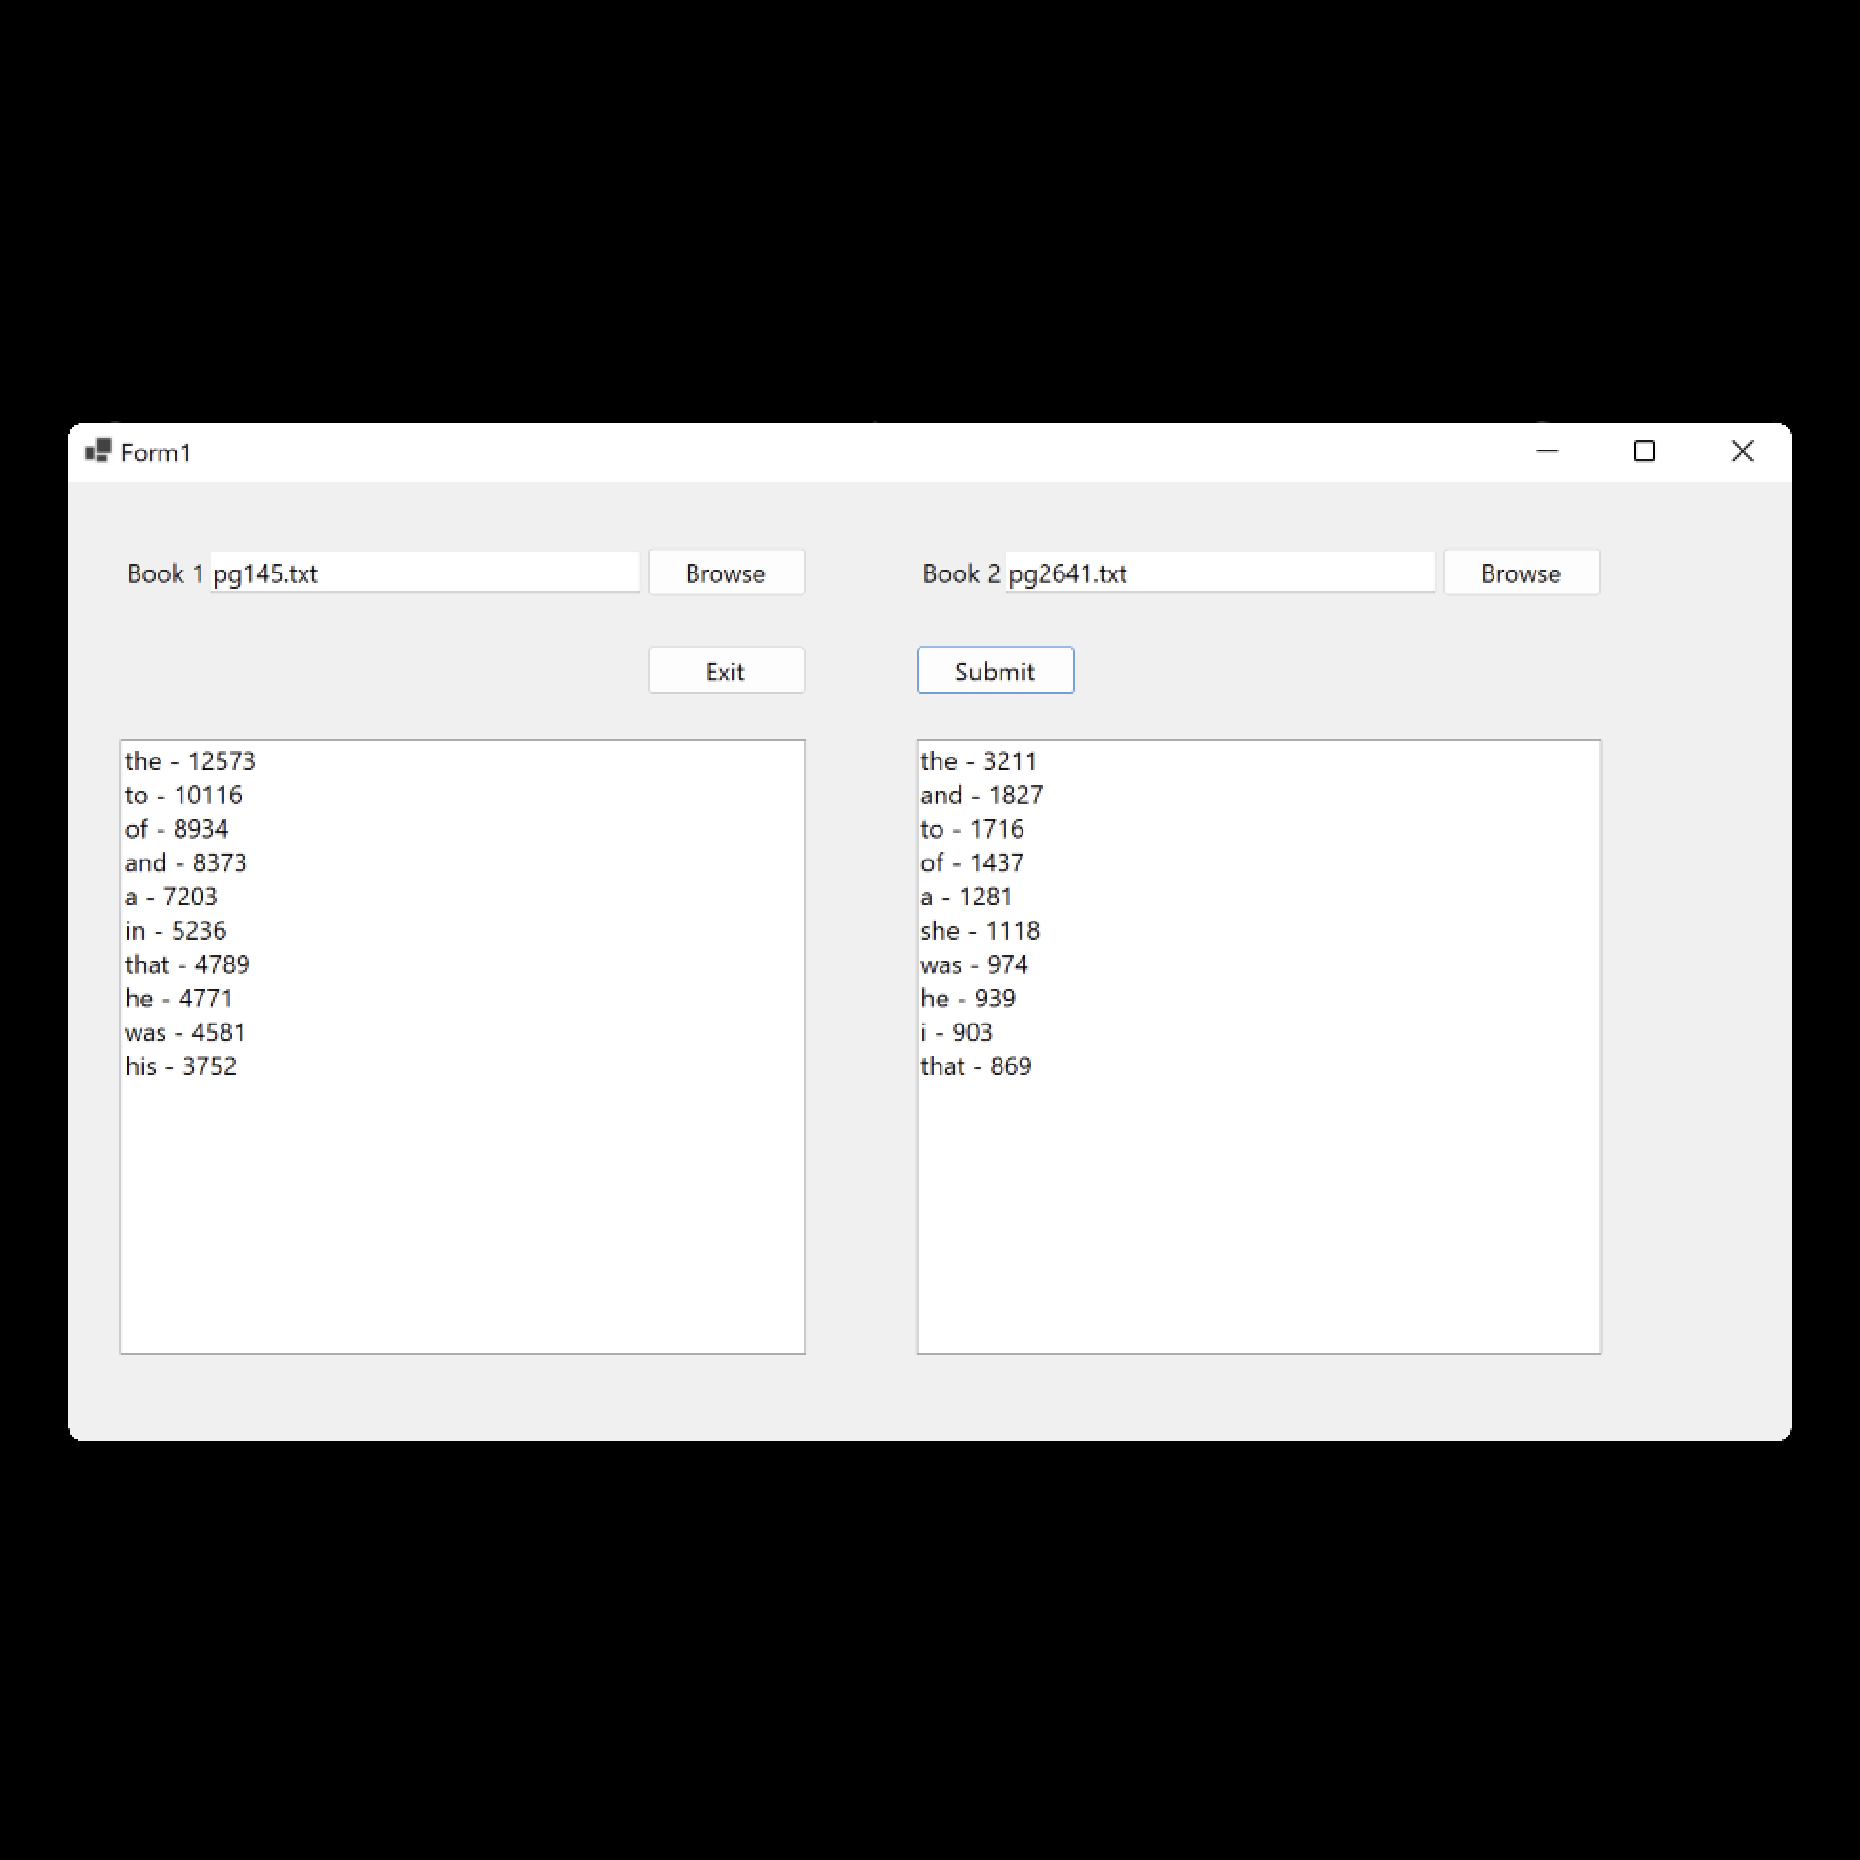 Form1
Book 1 pg145.txt Browse Book 2 pg2641.txt Browse
Exit Submit
the - 12573
to - 10116
of - 8934
and - 8373
a - 7203
in - 5236
that - 4789
he - 4771
was - 4581
his - 3752
the - 3211
and - 1827
to - 1716
of - 1437
a - 1281
she - 1118
was - 974
he - 939
i - 903
that - 869